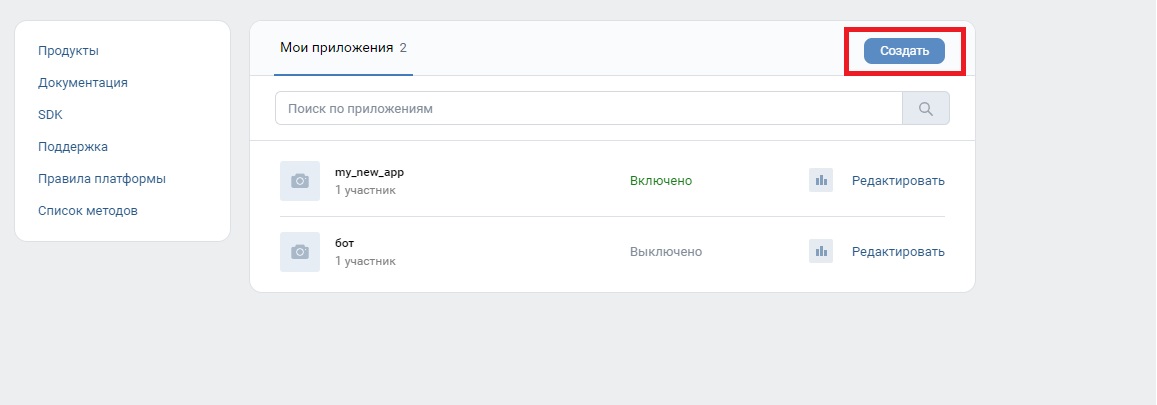 Продукты
Документация
SDK
Поддержка
Правила платформы
Список методов
Мои приложения 2
Создать
Поиск по приложениям
my_new_app
1 участник
Включено
Редактировать
бот
1 участник
Выключено
Редактировать